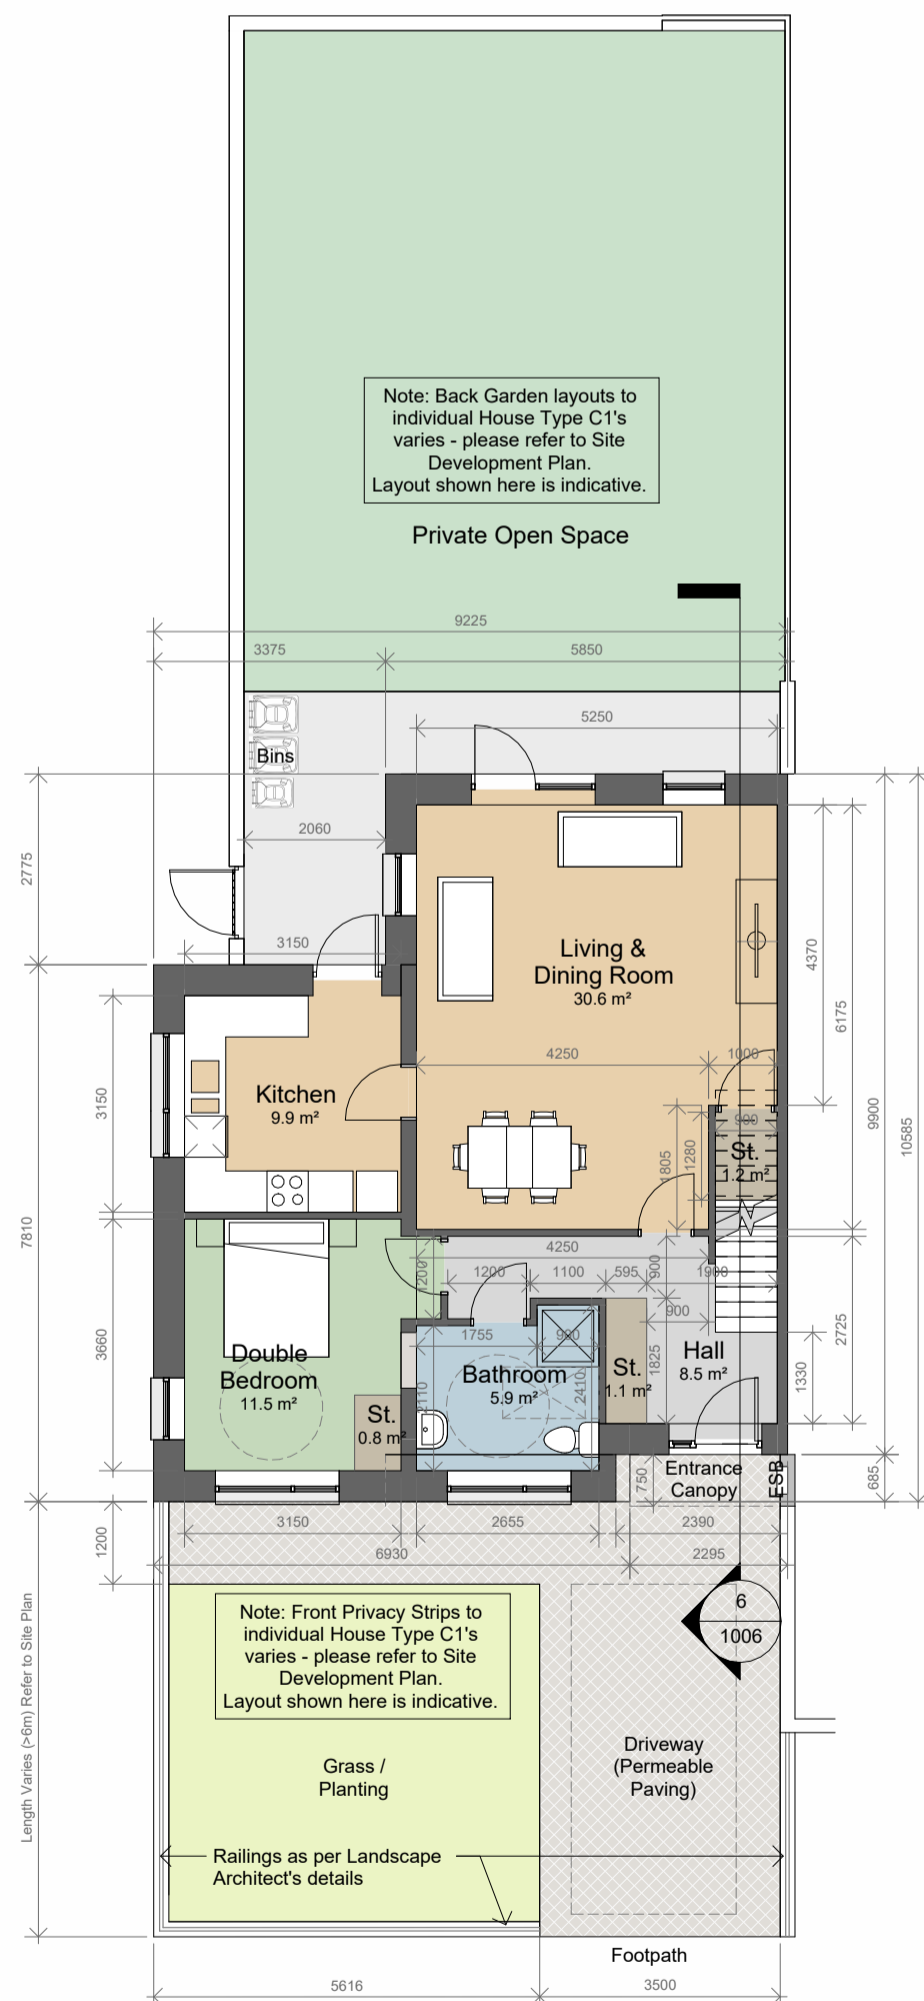 Note: Back Garden layouts to
individual House Type C1's
varies - please refer to Site
Development Plan.
Layout shown here is indicative.
Private Open Space
9225
3375
5850
5250
Bins
2060
2775
3150
Living &
Dining Room
30.6 m²
4370
6175
9900
10585
4250
1000
Kitchen
9.9 m²
3150
900
St.
1.2 m²
1805
1280
7810
4250
1200
1200
1100
595
900
1900
900
1755
900
3660
Double
Bedroom
11.5 m²
Bathroom
5.9 m²
2110
2410
St.
1.1 m²
1825
Hall
8.5 m²
1330
2725
St.
0.8 m²
Entrance
Canopy
ESB
750
685
1200
3150
2655
2390
6930
2295
6
1006
Note: Front Privacy Strips to
individual House Type C1's
varies - please refer to Site
Development Plan.
Layout shown here is indicative.
Length Varies (>6m) Refer to Site Plan
Grass /
Planting
Driveway
(Permeable
Paving)
Railings as per Landscape
Architect's details
Footpath
5616
3500